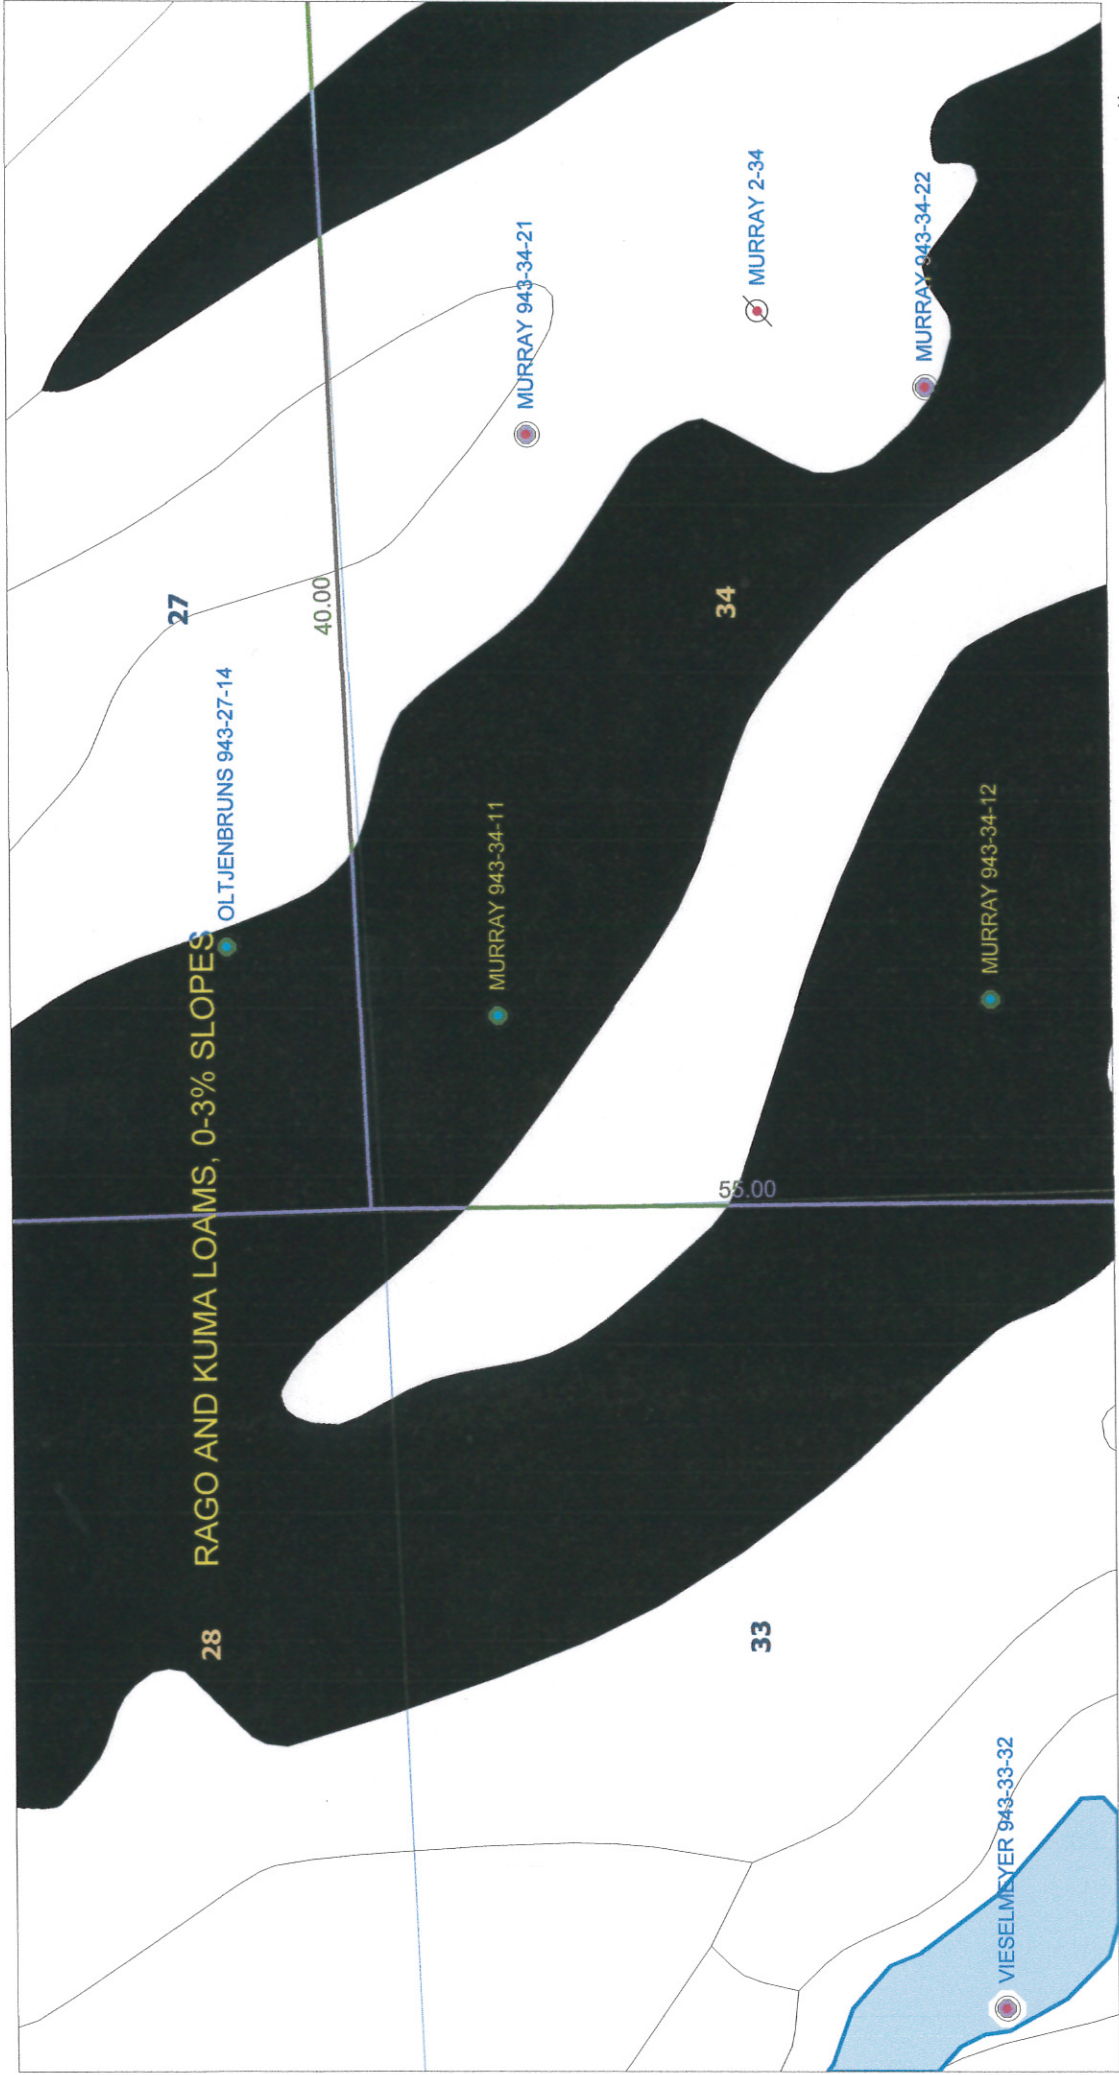 28
RAGO AND KUMA LOAMS, 0-3% SLOPES
OLTJENBRUNS 943-27-14
27
40.00
MURRAY 943-34-11
MURRAY 943-34-21
33
55.00
34
MURRAY 2-34
VIESELMEYER 943-33-32
MURRAY 943-34-12
MURRAY 943-34-22